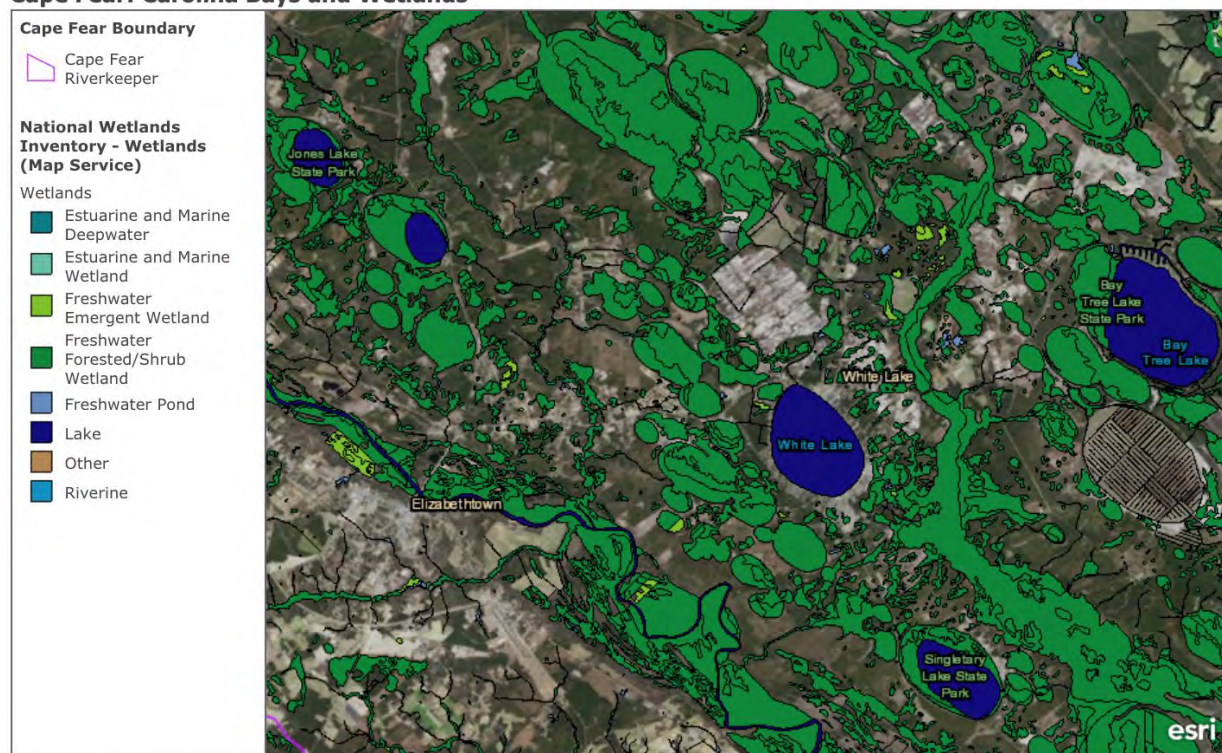 Cape Fear: Carolina Bays and Wetlands
Cape Fear Boundary
Cape Fear
Riverkeeper
National Wetlands
Inventory - Wetlands
(Map Service)
Wetlands
Estuarine and Marine
Deepwater
Estuarine and Marine
Wetland
Freshwater
Emergent Wetland
Freshwater
Forested/Shrub
Wetland
Freshwater Pond
Lake
Other
Riverine
Jones Lake
State Park
Bay
Tree Lake
State Park
Bay
Tree Lake
White Lake
White Lake
Elizabethtown
Singletary
Lake State
Park
esri